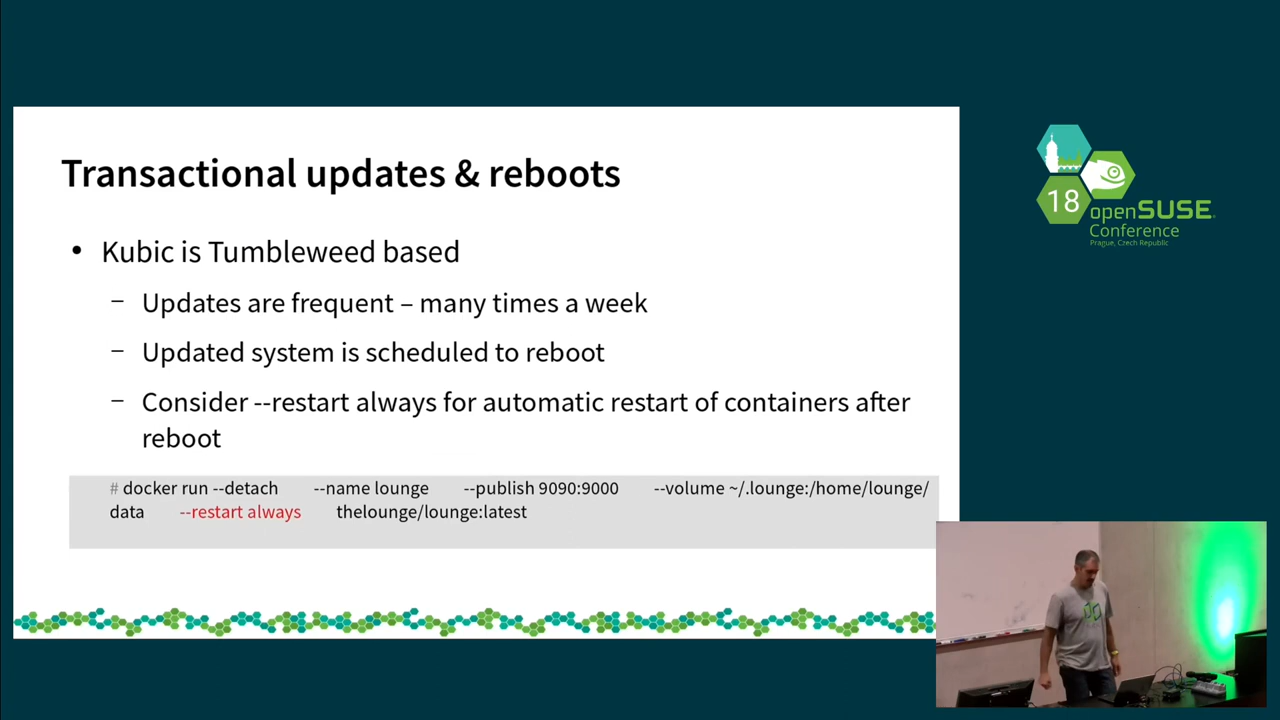 Transactional updates & reboots
• Kubic is Tumbleweed based
– Updates are frequent – many times a week
– Updated system is scheduled to reboot
– Consider --restart always for automatic restart of containers after
reboot
# docker run --detach --name lounge --publish 9090:9000 --volume ~/.lounge:/home/lounge/
data --restart always thelounge/lounge:latest
18
openSUSE
Conference
Prague, Czech Republic